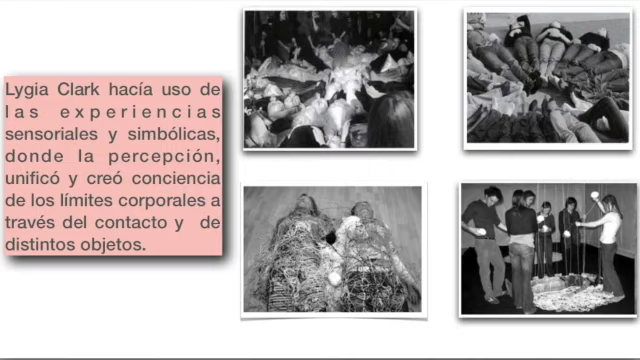 Lygia Clark hacía uso de
las experiencias
sensoriales y simbólicas,
donde la percepción,
unificó y creó conciencia
de los límites corporales a
través del contacto y de
distintos objetos.